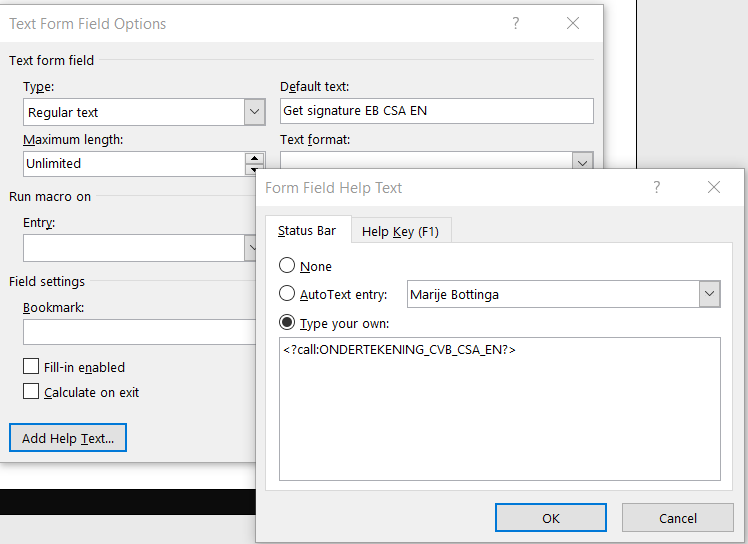 Text Form Field Options
?
Text form field
Type:
Default text:
Regular text
Get signature EB CSA EN
Maximum length:
Text format:
Unlimited
Run macro on
Entry:
Field settings
Bookmark:
Fill-in enabled
Calculate on exit
Add Help Text...
Form Field Help Text
?
Status Bar
Help Key (F1)
None
AutoText entry:
Marije Bottinga
Type your own:
<?call:ONDERTEKENING_CVB_CSA_EN?>
OK
Cancel